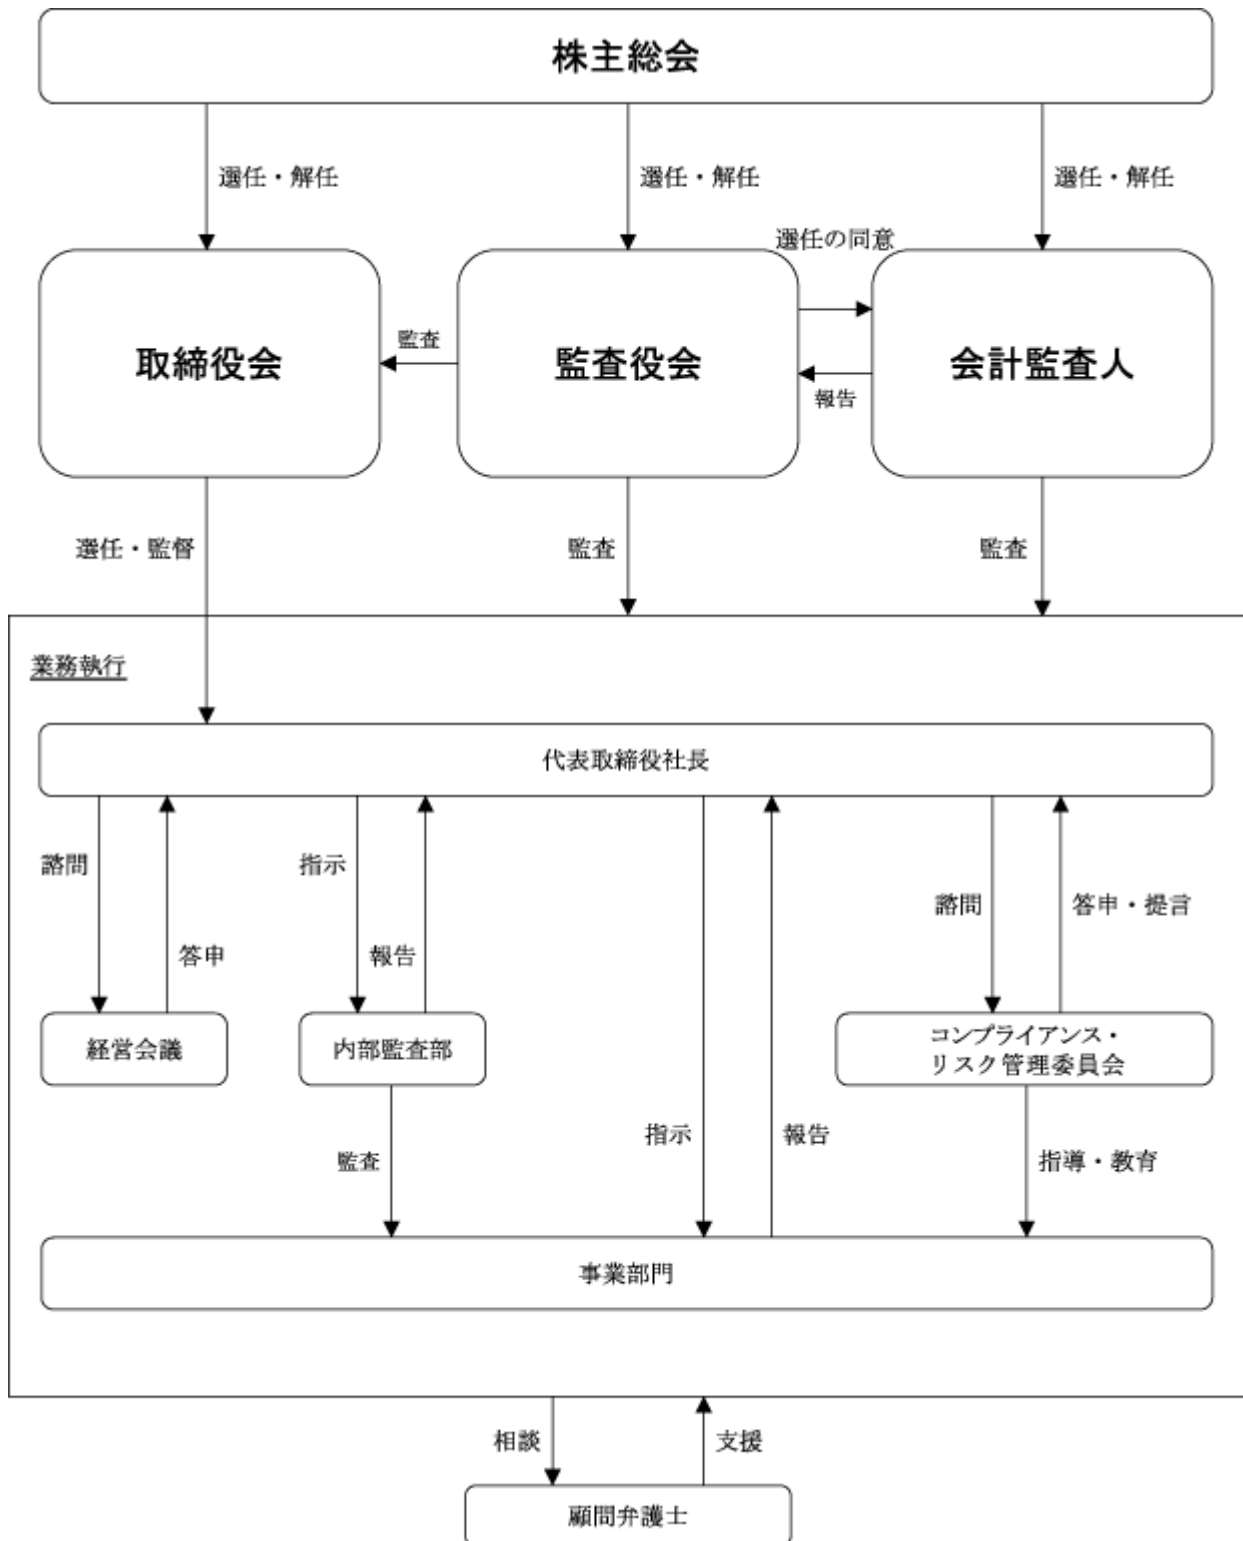 株主総会
選任・解任
選任・解任
選任・解任
選任の同意
取締役会
監査
監査役会
報告
会計監査人
選任・監督
監査
監査
業務執行
代表取締役社長
諮問
答申
指示
報告
指示
報告
諮問
答申・提言
経営会議
内部監査部
コンプライアンス・
リスク管理委員会
監査
指導・教育
事業部門
相談
支援
顧問弁護士